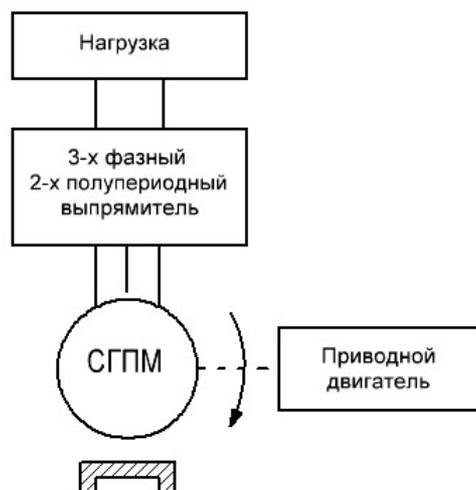 Нагрузка
3-х фазный
2-х полупериодный
выпрямитель
СГПМ
Приводной
двигатель